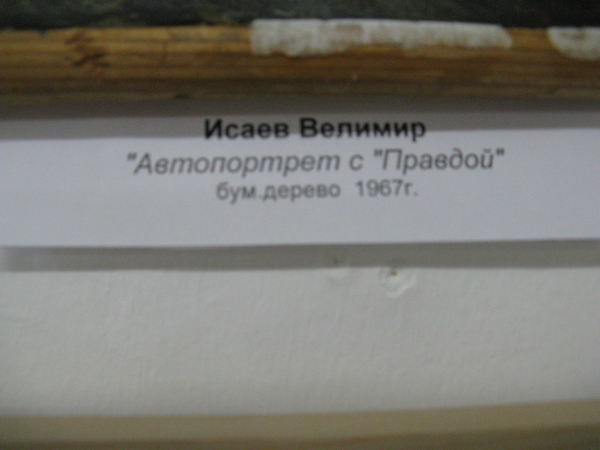 Исаев Велимир
"Автопортрет с "Правдой"
бум.дерево 1967г.